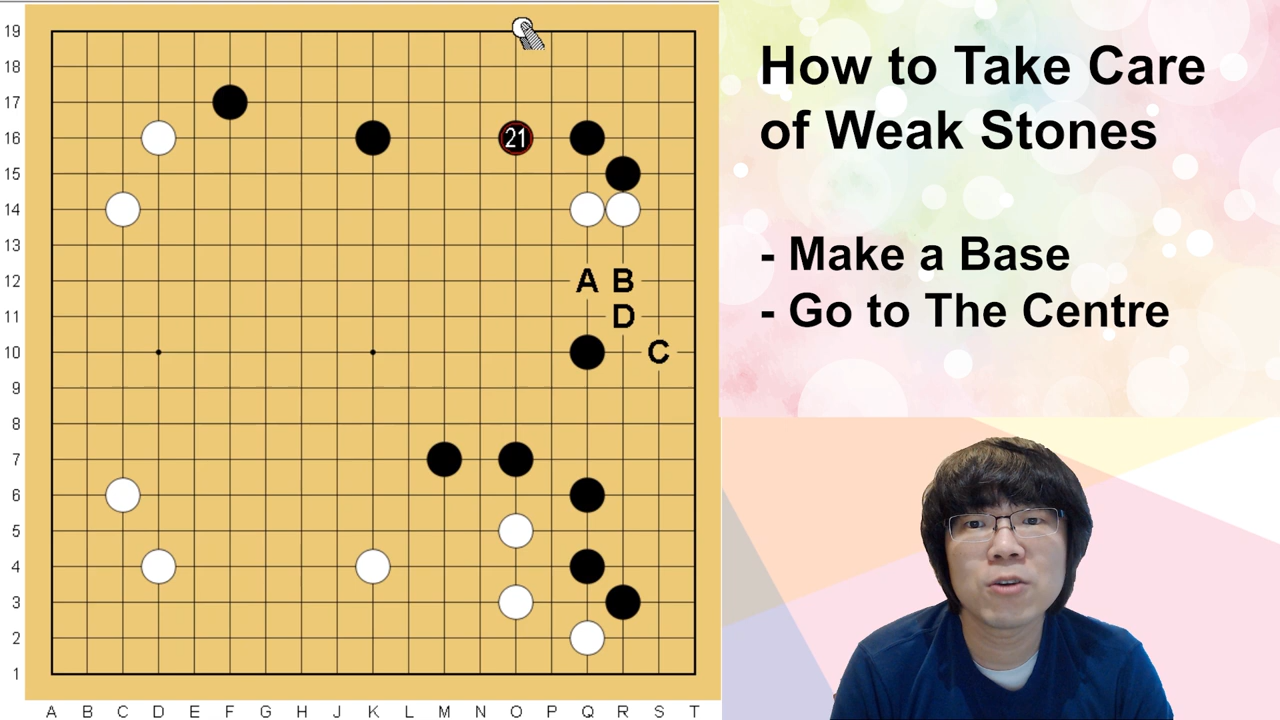 How to Take Care
of Weak Stones
- Make a Base
- Go to The Centre
19
18
17
16 21
15
14
13
12 A B
11 D
10 C
9
8
7
6
5
4
3
2
1
A B C D E F G H J K L M N O P Q R S T